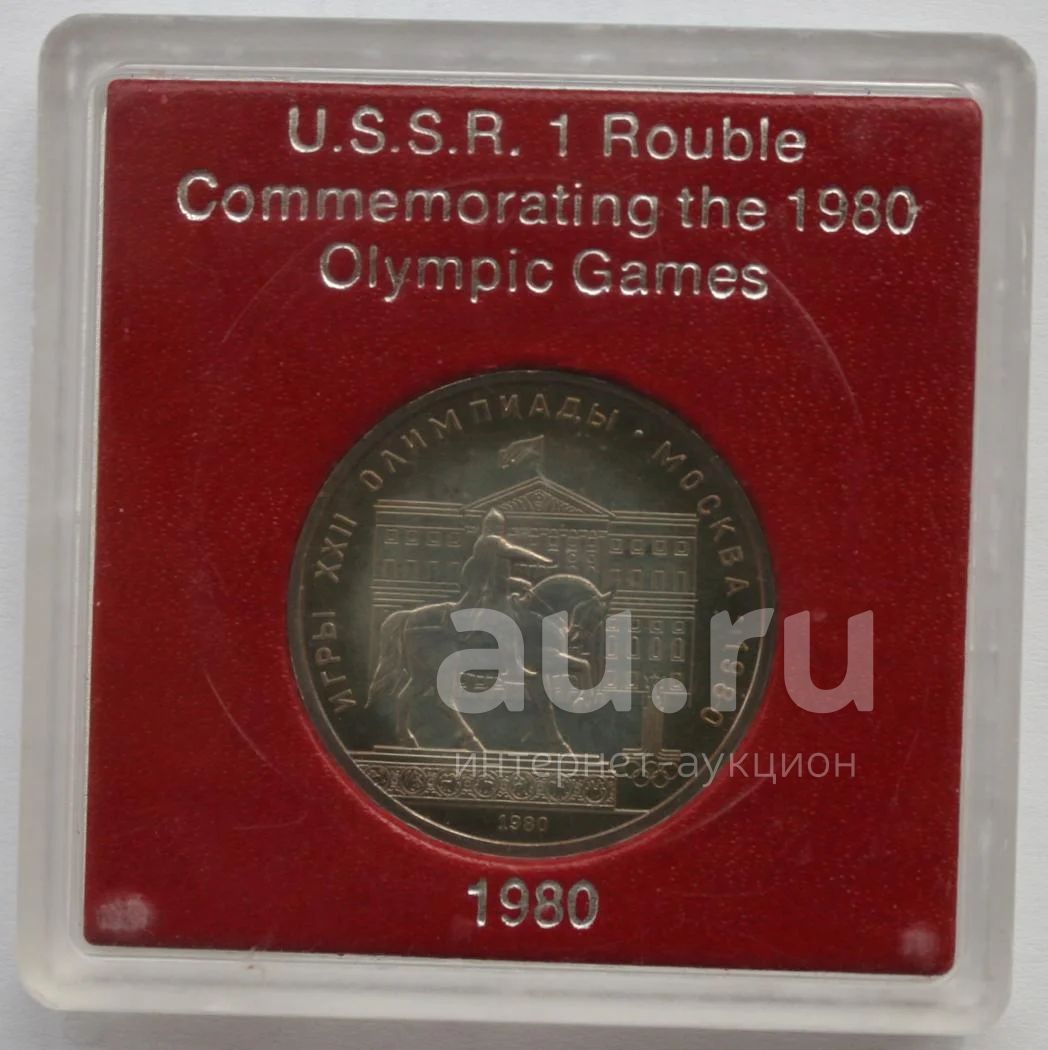 U.S.S.R. 1 Rouble
Commemorating the 1980
Olympic Games
ИГРЫ XXII ОЛИМПИАДЫ · МОСКВА · 1980
au.ru
интернет-аукцион
1980
1980